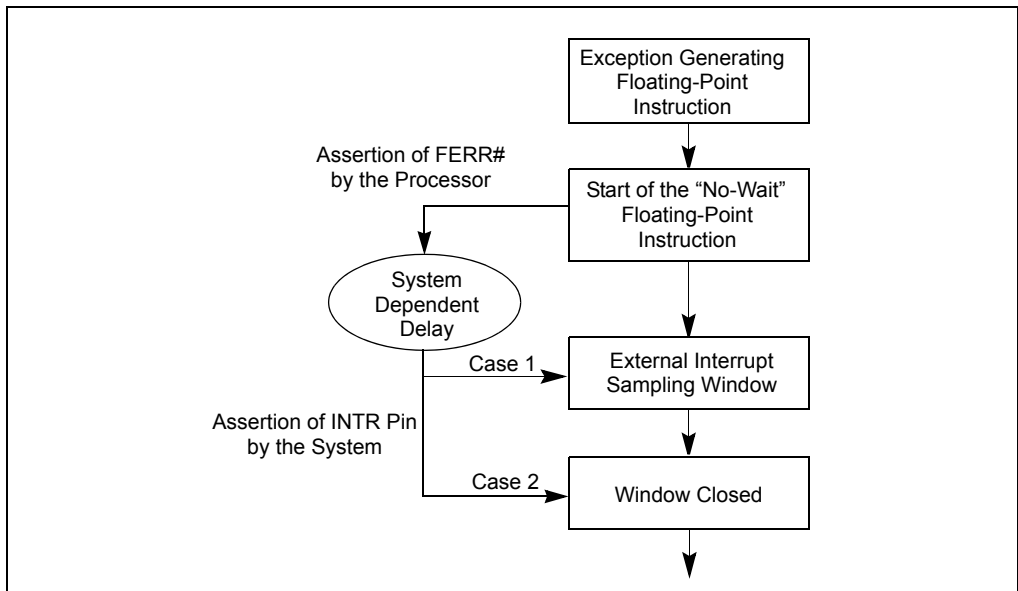 Exception Generating
Floating-Point
Instruction
Assertion of FERR#
by the Processor
Start of the “No-Wait”
Floating-Point
Instruction
System
Dependent
Delay
Case 1
External Interrupt
Sampling Window
Assertion of INTR Pin
by the System
Case 2
Window Closed